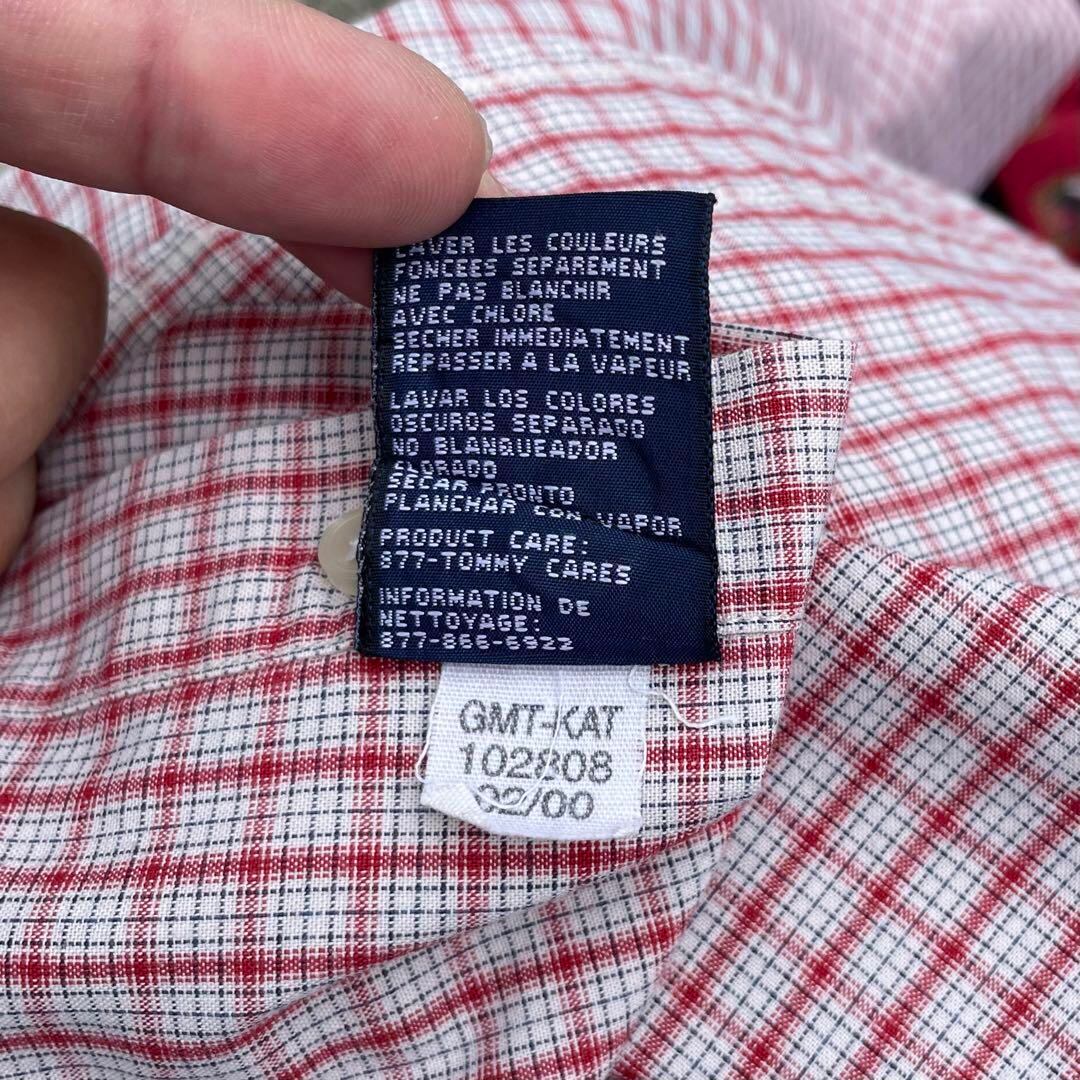 LAVER LES COULEURS
FONCEES SEPAREMENT
NE PAS BLANCHIR
AVEC CHLORE
SECHER IMMEDIATEMENT
REPASSER A LA VAPEUR
LAVAR LOS COLORES
OSCUROS SEPARADO
NO BLANQUEADOR
CLORADO
SECAR PRONTO
PLANCHAR CON VAPOR
PRODUCT CARE:
877-TOMMY CARES
INFORMATION DE
NETTOYAGE:
877-866-6922
GMT-KAT
102808
02/00